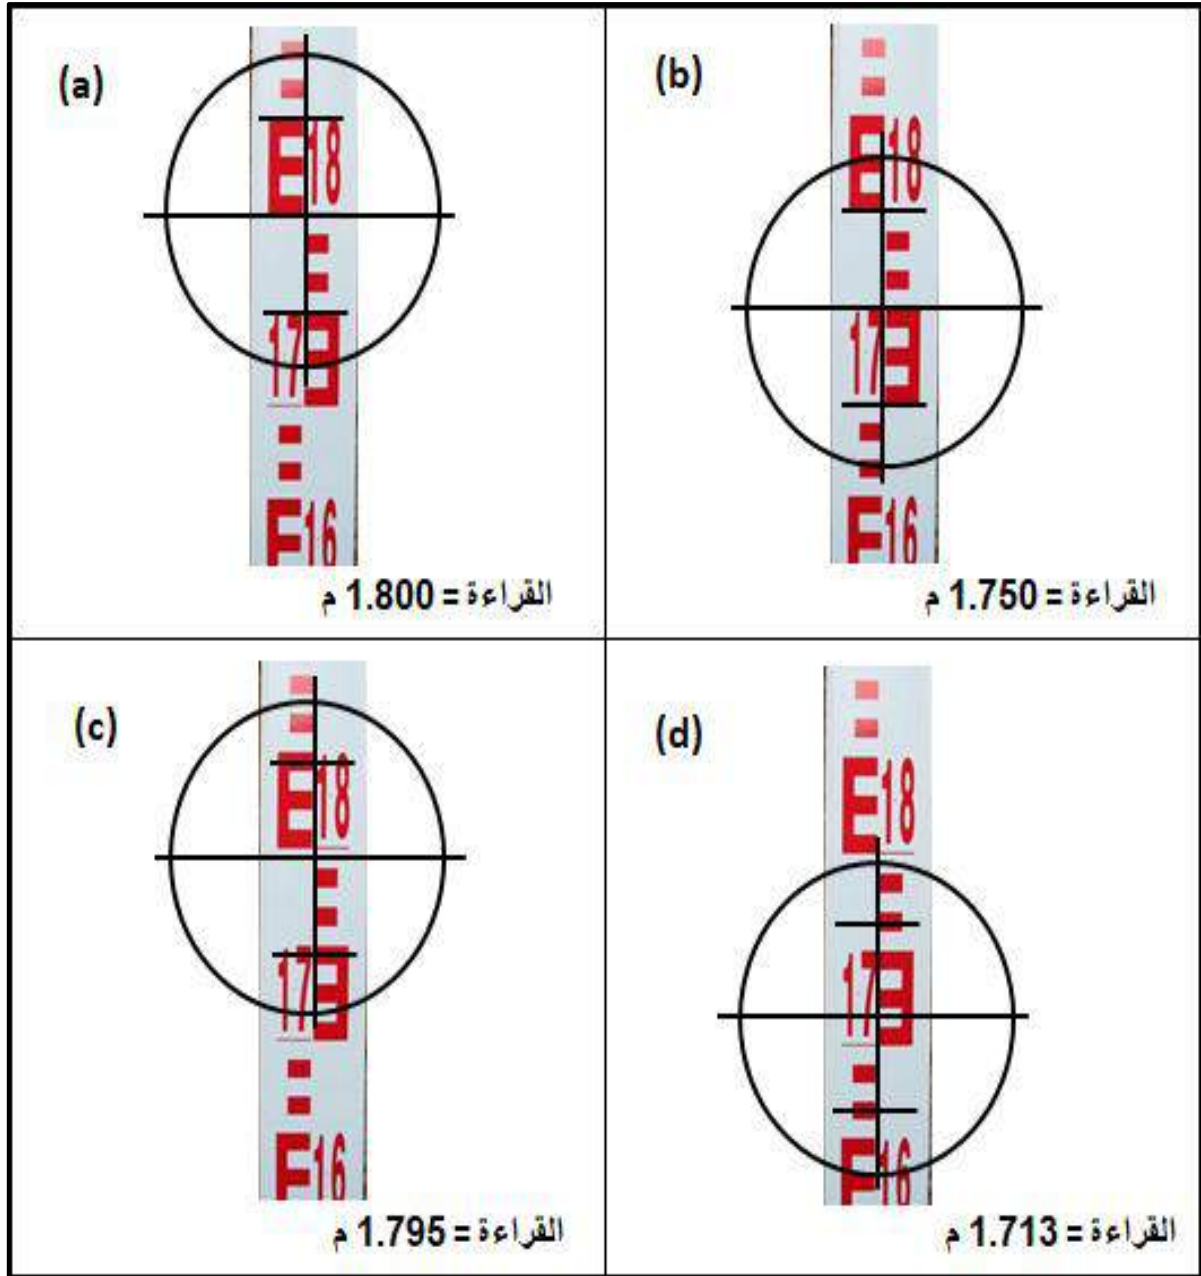 (a)
18
17
16
القراءة = 1.800 م
(b)
18
17
16
القراءة = 1.750 م
(c)
18
17
16
القراءة = 1.795 م
(d)
18
17
16
القراءة = 1.713 م